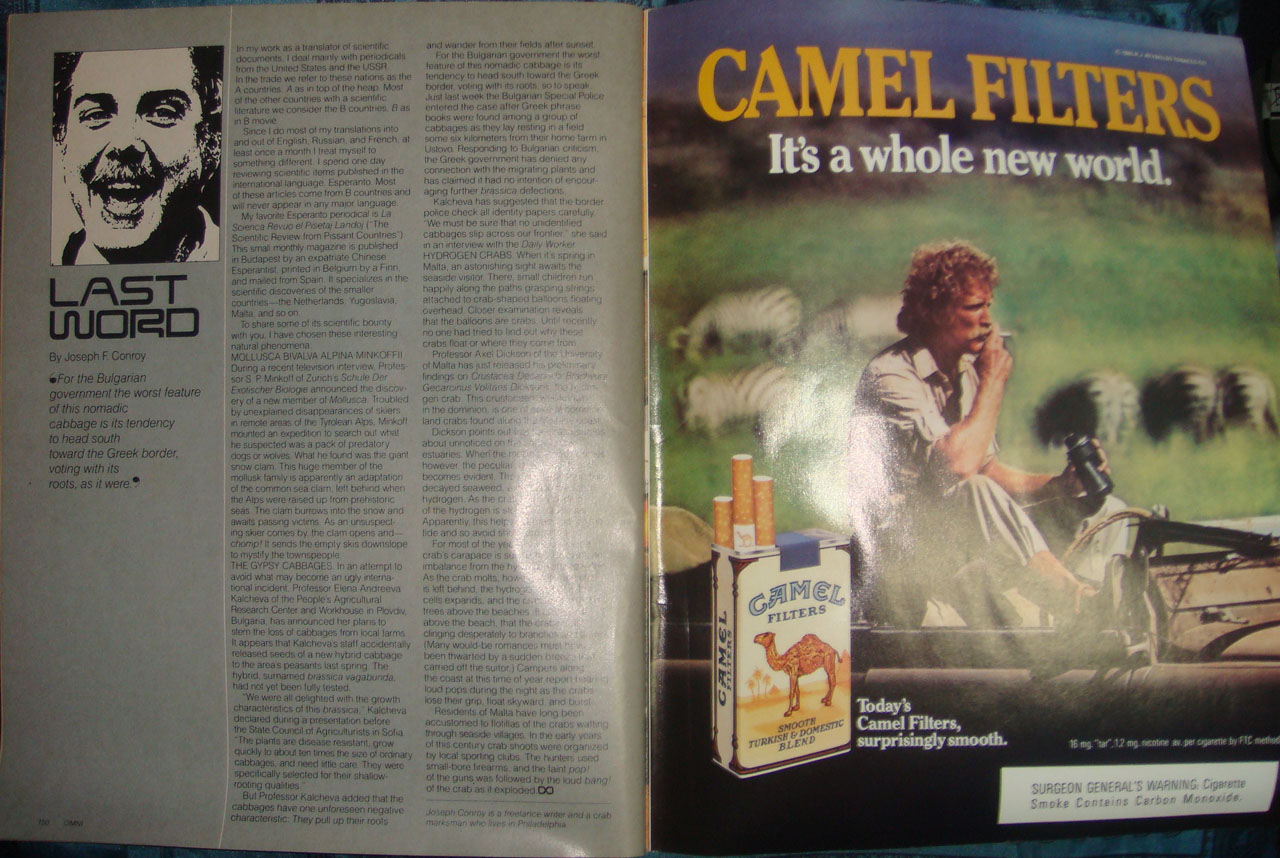 LAST
WORD
By Joseph F. Conroy
For the Bulgarian
government the worst feature
of this nomadic
cabbage is its tendency
to head south
toward the Greek border,
voting with its
roots, as it were.
In my work as a translator of scientific
documents, I deal mainly with periodicals
from the United States and the USSR.
In the trade we refer to these nations as the
A countries, A as in top of the heap. Most
of the other countries with a scientific
literature we consider the B countries, B as
in B movie.
Since I do most of my translations into
and out of English, Russian, and French, at
least once a month I treat myself to
something different. I spend one day
reviewing scientific items published in the
international language, Esperanto. Most
of these articles come from B countries and
will never appear in any major language.
My favorite Esperanto periodical is La
Scienca Revuo el Pisetaj Landoj ("The
Scientific Review from Pissant Countries").
This small monthly magazine is published
in Budapest by an expatriate Chinese
Esperantist, printed in Belgium by a Finn,
and mailed from Spain. It specializes in the
scientific discoveries of the smaller
countries—the Netherlands, Yugoslavia,
Malta, and so on.
To share some of its scientific bounty
with you, I have chosen these interesting
natural phenomena.
MOLLUSCA BIVALVA ALPINA MINKOFFII
During a recent television interview, Profes-
sor S. P. Minkoff of Zurich's Schule Der
Exotischer Biologie announced the discov-
ery of a new member of Mollusca. Troubled
by unexplained disappearances of skiers
in remote areas of the Tyrolean Alps, Minkoff
mounted an expedition to search out what
he suspected was a pack of predatory
dogs or wolves. What he found was the giant
snow clam. This huge member of the
mollusk family is apparently an adaptation
of the common sea clam, left behind when
the Alps were raised up from prehistoric
seas. The clam burrows into the snow and
awaits passing victims. As an unsuspect-
ing skier comes by, the clam opens and—
chomp! It sends the empty skis downslope
to mystify the townspeople.
THE GYPSY CABBAGES. In an attempt to
avoid what may become an ugly interna-
tional incident, Professor Elena Andreeva
Kalcheva of the People's Agricultural
Research Center and Workhouse in Plovdiv,
Bulgaria, has announced her plans to
stem the loss of cabbages from local farms.
It appears that Kalcheva's staff accidentally
released seeds of a new hybrid cabbage
to the area's peasants last spring. The
hybrid, surnamed brassica vagabunda,
had not yet been fully tested.
"We were all delighted with the growth
characteristics of this brassica," Kalcheva
declared during a presentation before
the State Council of Agriculturists in Sofia.
"The plants are disease resistant, grow
quickly to about ten times the size of ordinary
cabbages, and need little care. They were
specifically selected for their shallow-
rooting qualities."
But Professor Kalcheva added that the
cabbages have one unforeseen negative
characteristic: They pull up their roots
and wander from their fields after sunset.
For the Bulgarian government the worst
feature of this nomadic cabbage is its
tendency to head south toward the Greek
border, voting with its roots, so to speak.
Just last week the Bulgarian Special Police
entered the case after Greek phrase
books were found among a group of
cabbages as they lay resting in a field
some six kilometers from their home farm in
Ustovo. Responding to Bulgarian criticism,
the Greek government has denied any
connection with the migrating plants and
has claimed it had no intention of encour-
aging further brassica defections.
Kalcheva has suggested that the border
police check all identity papers carefully.
"We must be sure that no unidentified
cabbages slip across our frontier," she said
in an interview with the Daily Worker.
HYDROGEN CRABS. When it's spring in
Malta, an astonishing sight awaits the
seaside visitor. There, small children run
happily along the paths grasping strings
attached to crab-shaped balloons floating
overhead. Closer examination reveals
that the balloons are crabs. Until recently
no one had tried to find out why these
crabs float or where they come from.
Professor Axel Dickson of the University
of Malta has just released his preliminary
findings on Crustacea Decapoda Brachyura
Gecarcinus Volitans
gen crab. This crustacean,
in the dominion, is one of
land crabs found along
Dickson points out
about unnoticed on the
estuaries. When the
however, the peculiar
becomes evident. The
decayed seaweed,
hydrogen. As the
of the hydrogen is
Apparently, this helps
tide and so avoid
For most of the year
crab's carapace is
imbalance from the
As the crab molts, how
is left behind, the hydrogen
cells expands, and the
trees above the beaches. It
above the beach, that the crab
clinging desperately to branches
(Many would-be romances must have
been thwarted by a sudden breeze that
carried off the suitor.) Campers along
the coast at this time of year report hearing
loud pops during the night as the crabs
lose their grip, float skyward, and burst.
Residents of Malta have long been
accustomed to flotillas of the crabs wafting
through seaside villages. In the early years
of this century crab shoots were organized
by local sporting clubs. The hunters used
small-bore firearms, and the faint pop!
of the guns was followed by the loud bang!
of the crab as it exploded.
Joseph Conroy is a freelance writer and a crab
marksman who lives in Philadelphia.
OMNI
CAMEL FILTERS
It's a whole new world.
CAMEL
FILTERS
CAMEL
FILTERS
SMOOTH
TURKISH & DOMESTIC
BLEND
Today's
Camel Filters,
surprisingly smooth.
16 mg. "tar", 1.2 mg. nicotine av. per cigarette by FTC method.
SURGEON GENERAL'S WARNING: Cigarette
Smoke Contains Carbon Monoxide.